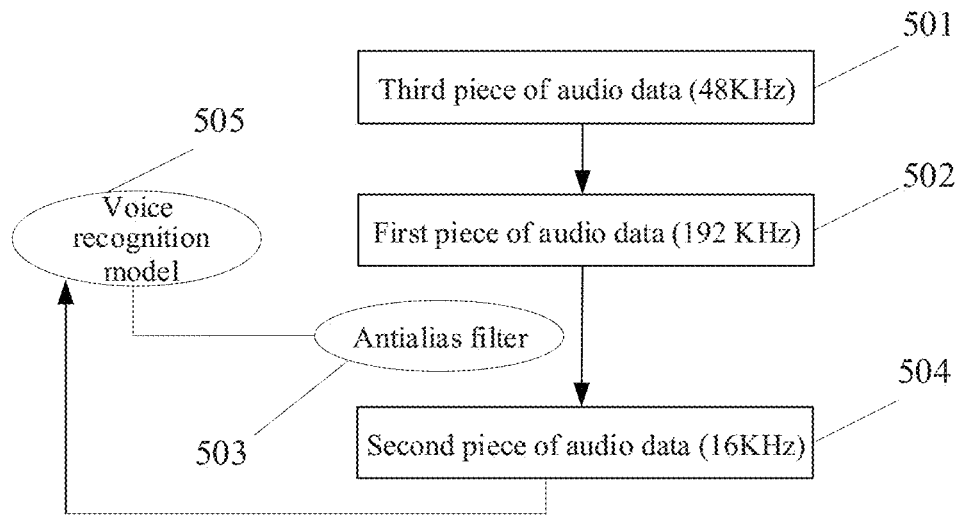 501
Third piece of audio data (48KHz)
505
502
Voice
recognition
model
First piece of audio data (192 KHz)
Antialias filter
504
503
Second piece of audio data (16KHz)